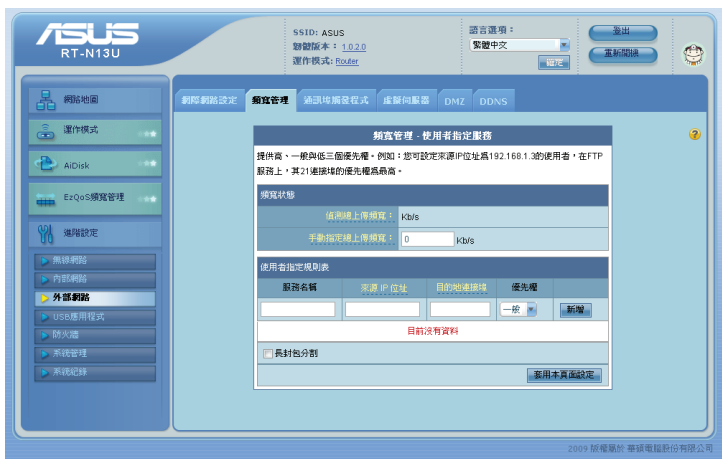 ASUS
RT-N13U
SSID: ASUS
韌體版本： 1.0.2.0
運作模式： Router
語言選項：
繁體中文
確定
登出
重新開機
網路地圖
運作模式
AiDisk
EzQoS頻寬管理
進階設定
無線網路
內部網路
外部網路
USB應用程式
防火牆
系統管理
系統紀錄
網際網路設定 頻寬管理 通訊埠觸發程式 虛擬伺服器 DMZ DDNS
頻寬管理 - 使用者指定服務
提供高、一般與低三個優先權。例如：您可設定來源IP位址為192.168.1.3的使用者，在FTP
服務上，其21連接埠的優先權為最高。
頻寬狀態
偵測線上傳頻寬： Kb/s
手動指定線上傳頻寬： 0 Kb/s
使用者指定規則表
服務名稱 來源 IP 位址 目的地連接埠 優先權
一般 新增
目前沒有資料
長封包分割
套用本頁面設定
2009 版權屬於 華碩電腦股份有限公司